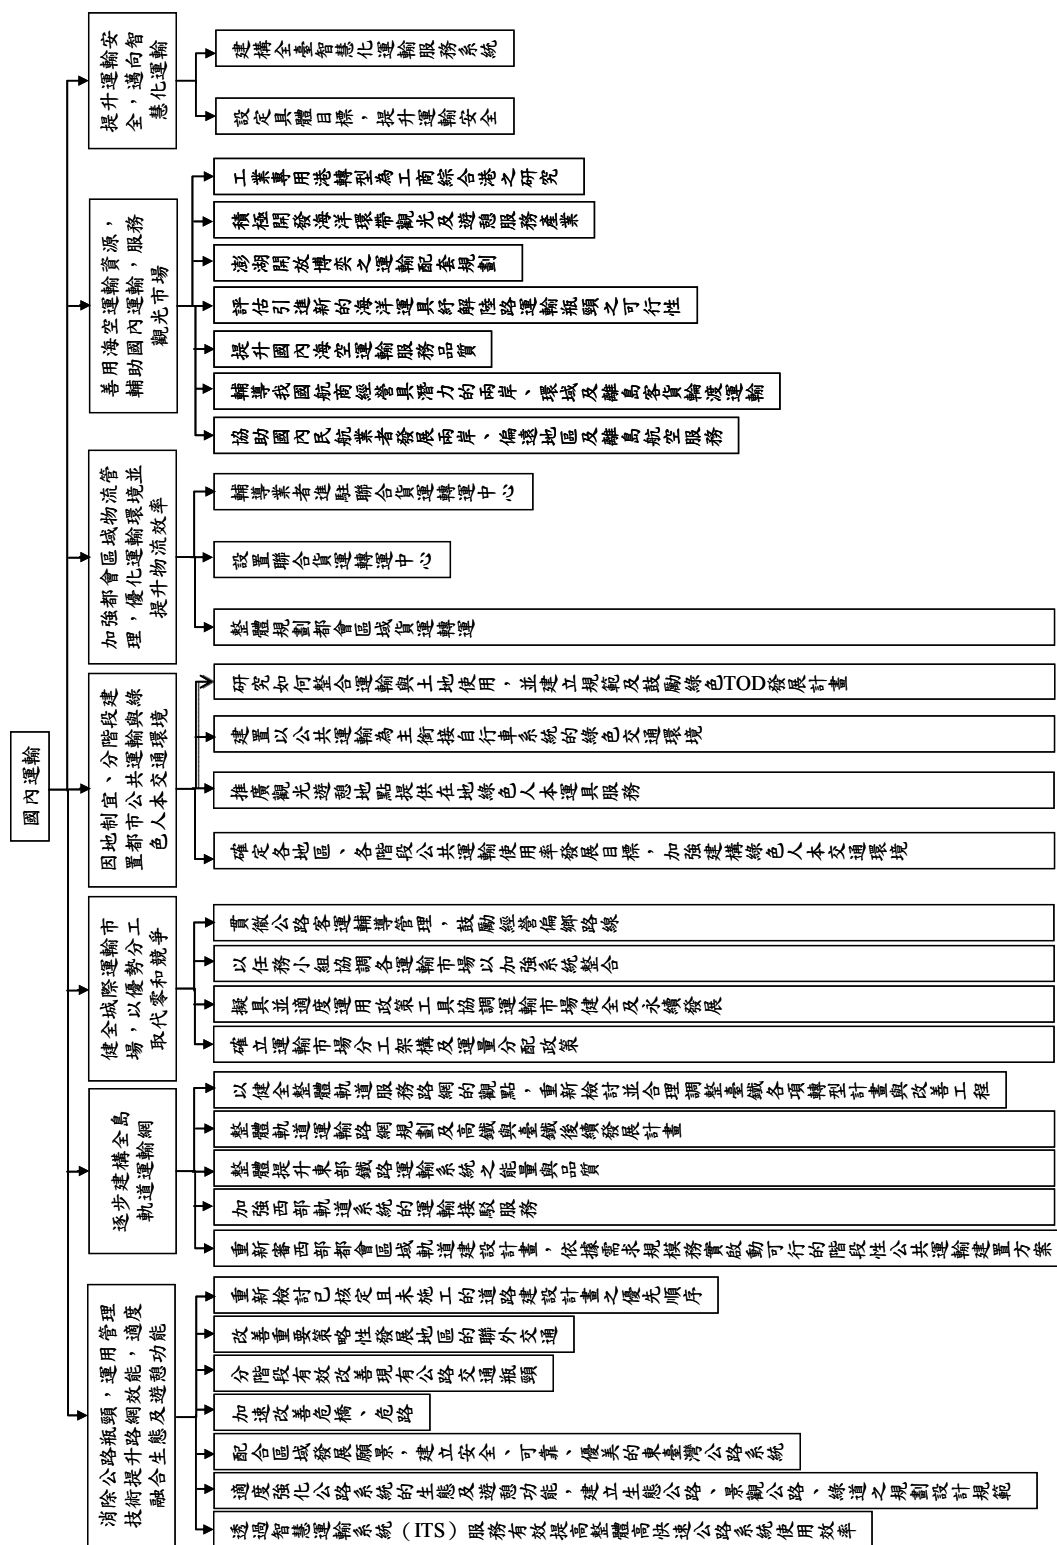 國內運輸
消除公路瓶頸，運用管理
技術提升路網效能，適度
融合生態及遊憩功能
透過智慧運輸系統（ITS）服務有效提高整體高快速公路系統使用效率
適度強化公路系統的生態及遊憩功能，建立生態公路、景觀公路、綠道之規劃設計規範
配合區域發展願景，建立安全、可靠、優美的東臺灣公路系統
加速改善危橋、危路
分階段有效改善現有公路交通瓶頸
改善重要策略性發展地區的聯外交通
重新檢討已核定且未施工的道路建設計畫之優先順序
逐步建構全島
軌道運輸網
重新審西部都會區域軌道建設計畫，依據需求規模務實啟動可行的階段性公共運輸建置方案
加強西部軌道系統的運輸接駁服務
整體提升東部鐵路運輸系統之能量與品質
整體軌道運輸路網規劃及高鐵與臺鐵後續發展計畫
以健全整體軌道服務路網的觀點，重新檢討並合理調整臺鐵各項轉型計畫與改善工程
健全城際運輸市
場，以優勢分工
取代零和競爭
確立運輸市場分工架構及運量分配政策
擬具並適度運用政策工具協調運輸市場健全及永續發展
以任務小組協調各運輸市場以加強系統整合
貫徹公路客運輔導管理，鼓勵經營偏鄉路線
因地制宜、分階段建
置都市公共運輸與綠
色人本交通環境
確定各地區、各階段公共運輸使用率發展目標，加強建構綠色人本交通環境
推廣觀光遊憩地點提供在地綠色人本運具服務
建置以公共運輸為主銜接自行車系統的綠色交通環境
研究如何整合運輸與土地使用，並建立規範及鼓勵綠色TOD發展計畫
加強都會區域物流管
理，優化運輸環境並
提升物流效率
整體規劃都會區域貨運轉運
設置聯合貨運轉運中心
輔導業者進駐聯合貨運轉運中心
善用海空運輸資源，
輔助國內運輸，服務
觀光市場
協助國內民航業者發展兩岸、偏遠地區及離島航空服務
輔導我國航商經營具潛力的兩岸、環域及離島客貨輪渡運輸
提升國內海空運輸服務品質
評估引進新的海洋運具紓解陸路運輸瓶頸之可行性
澎湖開放博奕之運輸配套規劃
積極開發海洋環帶觀光及遊憩服務產業
工業專用港轉型為工商綜合港之研究
提升運輸安
全，邁向智
慧化運輸
設定具體目標，提升運輸安全
建構全臺智慧化運輸服務系統